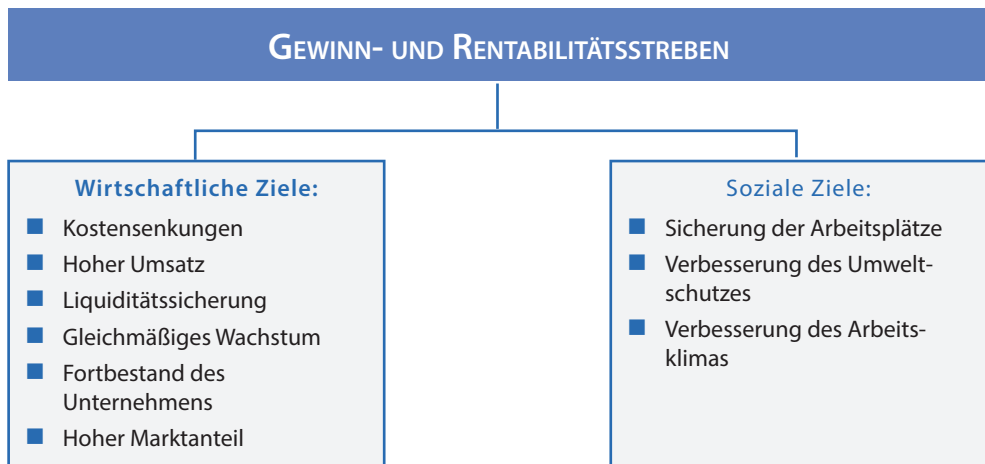 GEWINN- UND RENTABILITÄTSSTREBEN
Wirtschaftliche Ziele:
Kostensenkungen
Hoher Umsatz
Liquiditätssicherung
Gleichmäßiges Wachstum
Fortbestand des
Unternehmens
Hoher Marktanteil
Soziale Ziele:
Sicherung der Arbeitsplätze
Verbesserung des Umwelt-
schutzes
Verbesserung des Arbeits-
klimas